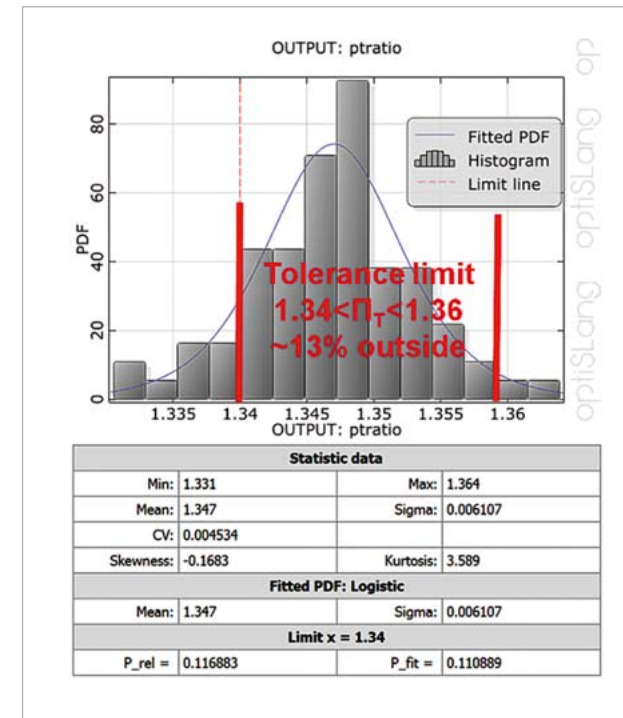 OUTPUT: ptratio
Fitted PDF
Histogram
Limit line
PDF
80
60
40
20
0
Tolerance limit
1.34<Π_T<1.36
~13% outside
1.335 1.34 1.345 1.35 1.355 1.36
OUTPUT: ptratio
optiSLang optiSLang op
Statistic data
Min: 1.331 Max: 1.364
Mean: 1.347 Sigma: 0.006107
CV: 0.004534
Skewness: -0.1683 Kurtosis: 3.589
Fitted PDF: Logistic
Mean: 1.347 Sigma: 0.006107
Limit x = 1.34
P_rel = 0.116883 P_fit = 0.110889